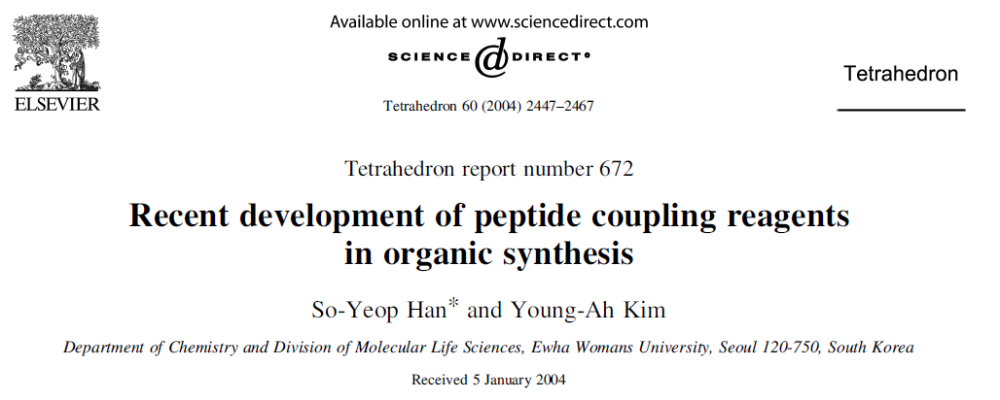 Available online at www.sciencedirect.com
SCIENCE @ DIRECT®
ELSEVIER
Tetrahedron
Tetrahedron 60 (2004) 2447–2467
Tetrahedron report number 672
Recent development of peptide coupling reagents
in organic synthesis
So-Yeop Han* and Young-Ah Kim
Department of Chemistry and Division of Molecular Life Sciences, Ewha Womans University, Seoul 120-750, South Korea
Received 5 January 2004